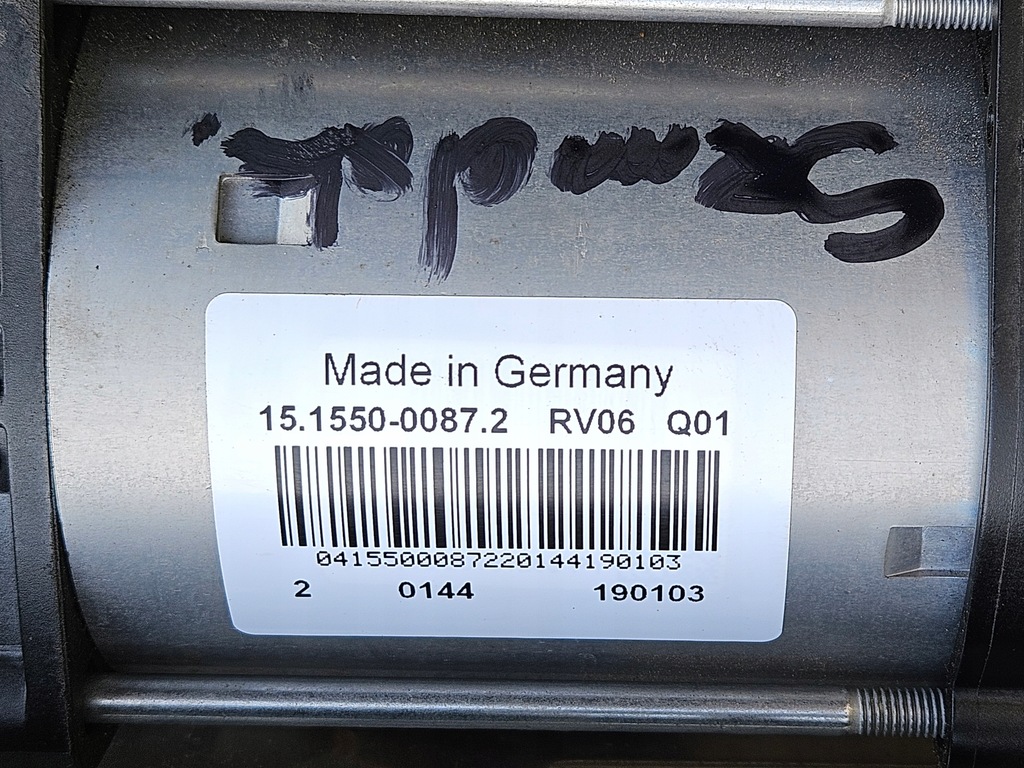 Made in Germany
15.1550-0087.2 RV06 Q01
0415500087220144190103
2 0144 190103